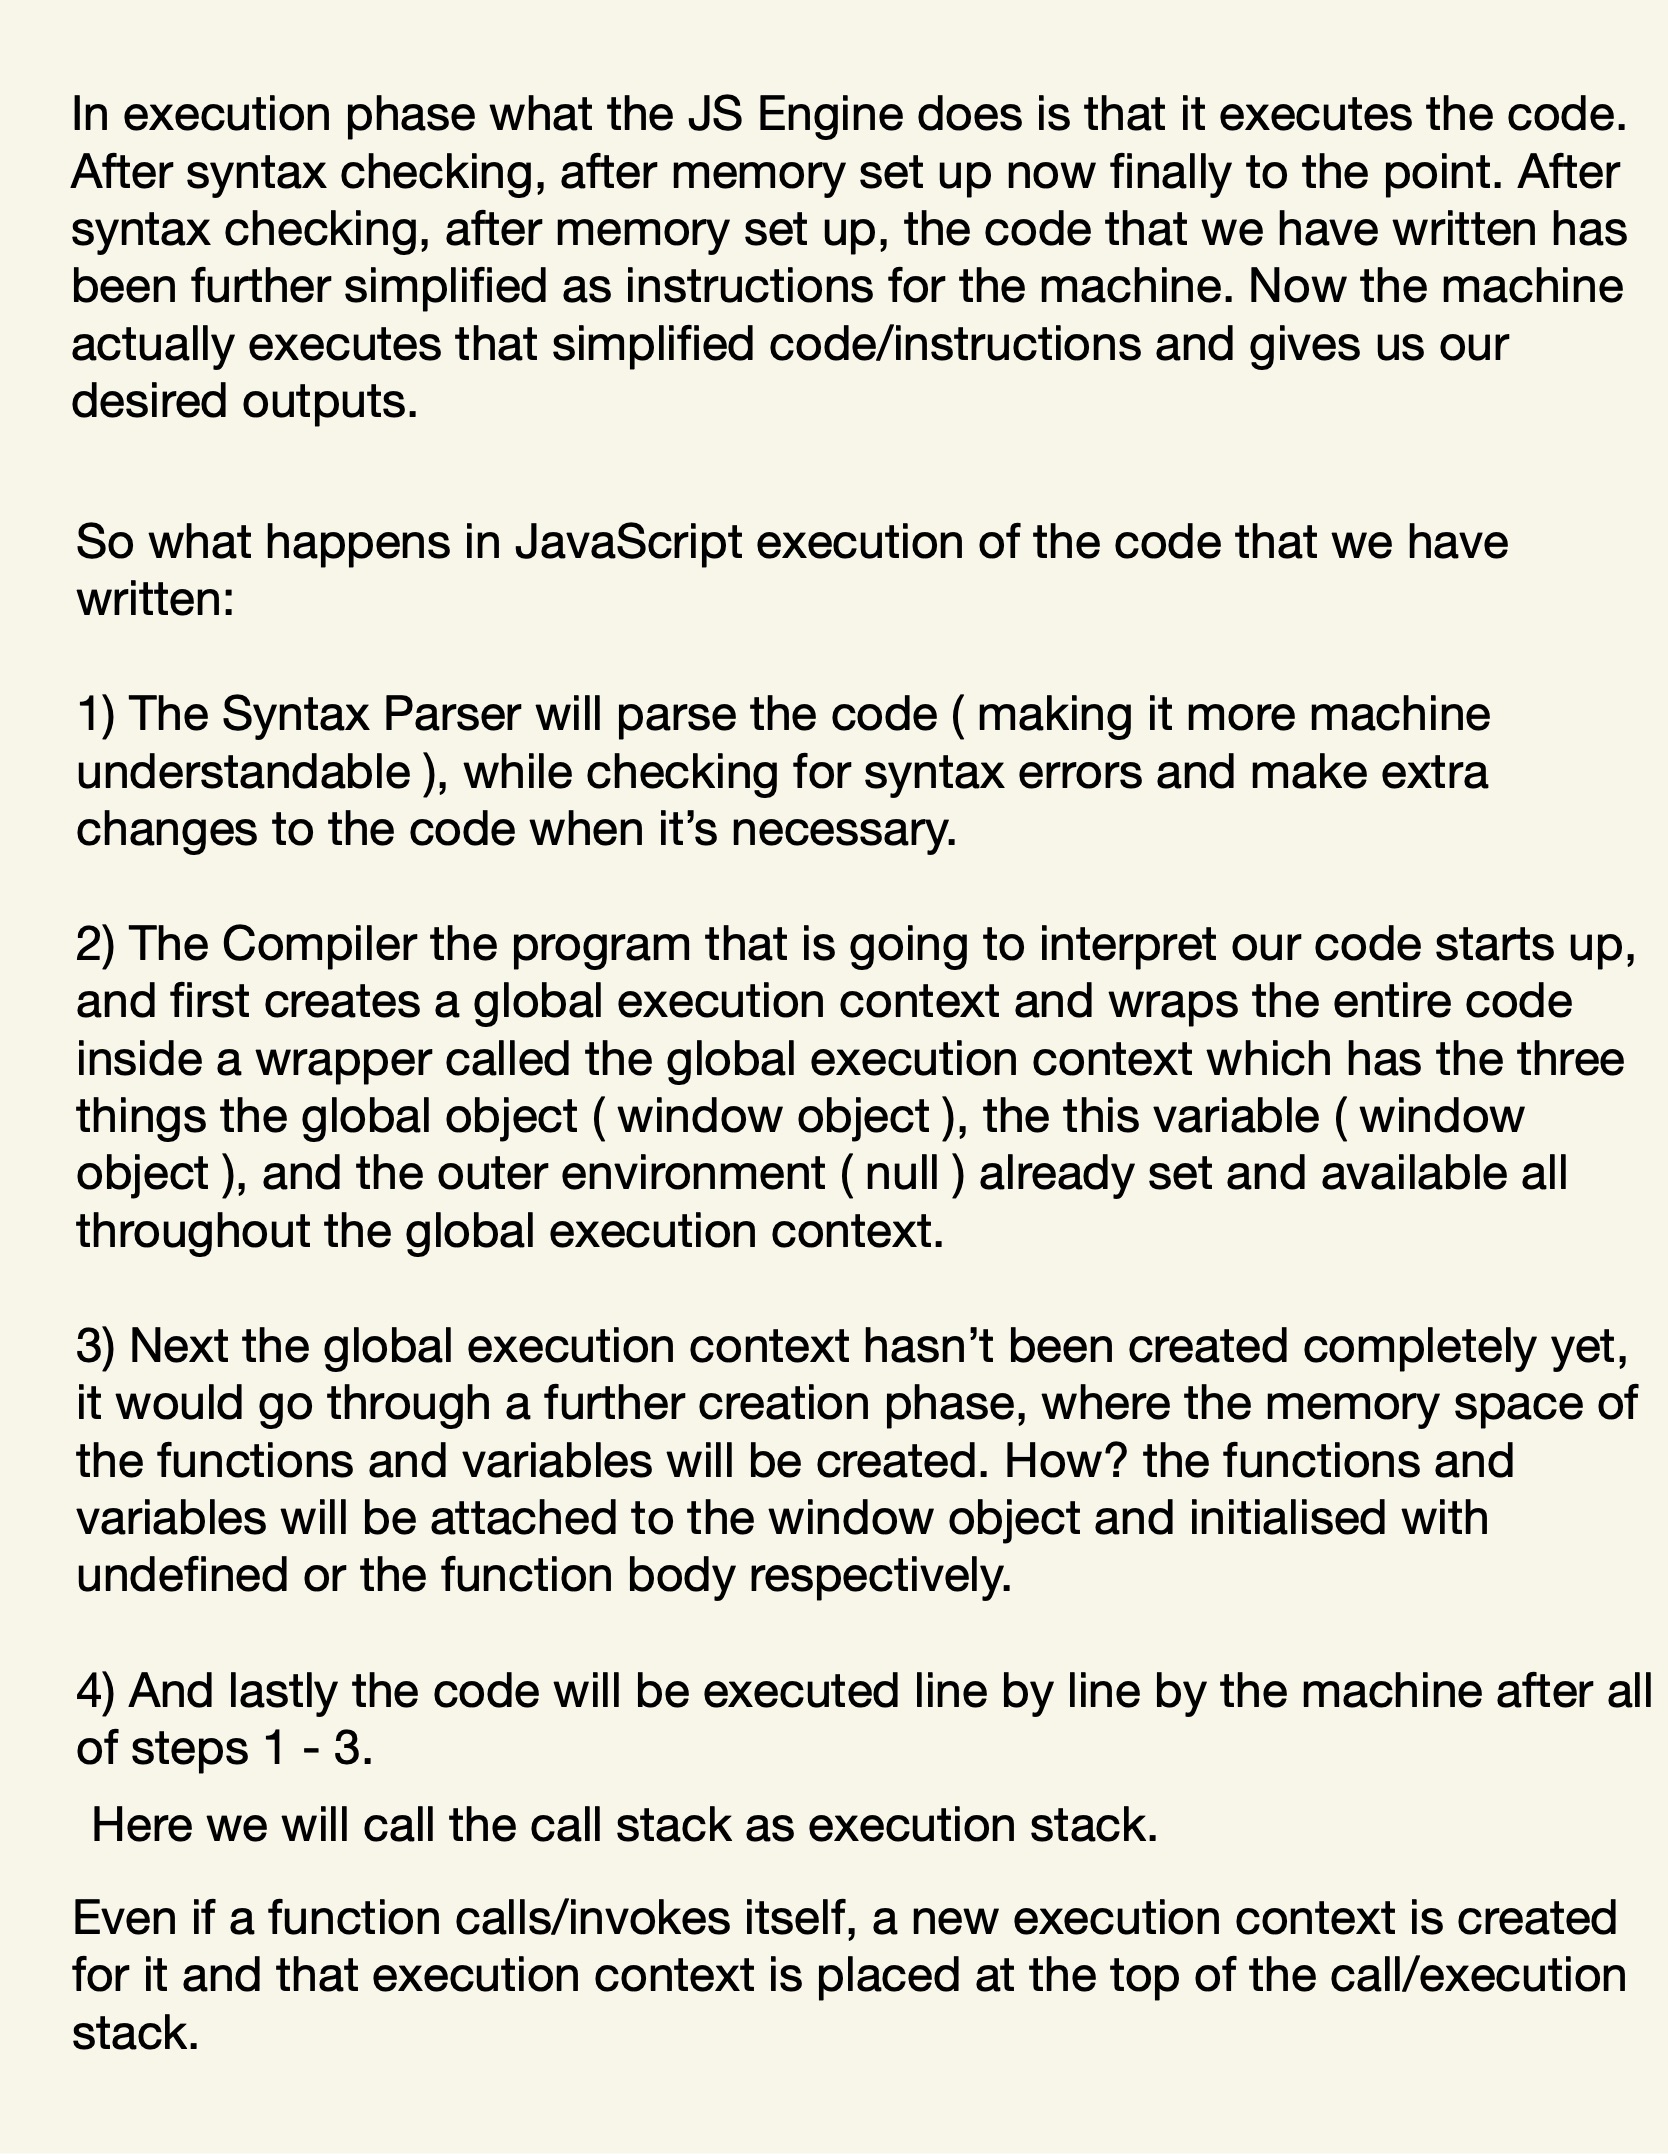 In execution phase what the JS Engine does is that it executes the code.
After syntax checking, after memory set up now finally to the point. After
syntax checking, after memory set up, the code that we have written has
been further simplified as instructions for the machine. Now the machine
actually executes that simplified code/instructions and gives us our
desired outputs.
So what happens in JavaScript execution of the code that we have
written:
1) The Syntax Parser will parse the code ( making it more machine
understandable ), while checking for syntax errors and make extra
changes to the code when it’s necessary.
2) The Compiler the program that is going to interpret our code starts up,
and first creates a global execution context and wraps the entire code
inside a wrapper called the global execution context which has the three
things the global object ( window object ), the this variable ( window
object ), and the outer environment ( null ) already set and available all
throughout the global execution context.
3) Next the global execution context hasn’t been created completely yet,
it would go through a further creation phase, where the memory space of
the functions and variables will be created. How? the functions and
variables will be attached to the window object and initialised with
undefined or the function body respectively.
4) And lastly the code will be executed line by line by the machine after all
of steps 1 - 3.
Here we will call the call stack as execution stack.
Even if a function calls/invokes itself, a new execution context is created
for it and that execution context is placed at the top of the call/execution
stack.